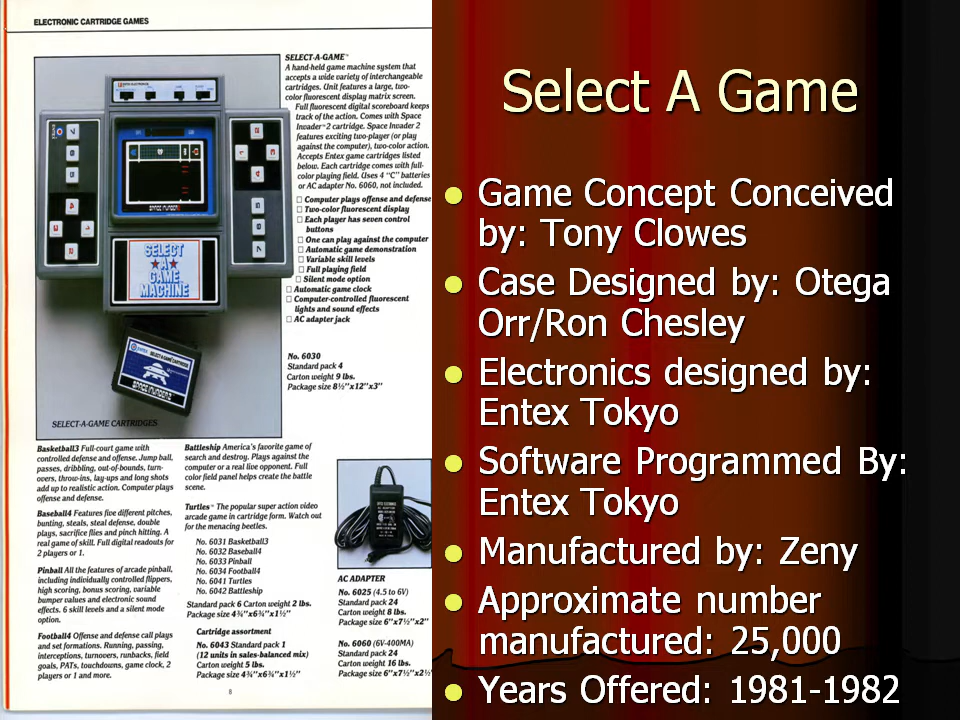 ELECTRONIC CARTRIDGE GAMES
SELECT-A-GAME™
A hand-held game machine system that
accepts a wide variety of interchangeable
cartridges. Unit features a large, two-
color fluorescent display matrix screen.
Full fluorescent digital scoreboard keeps
track of the action. Comes with Space
Invader™2 cartridge. Space Invader 2
features exciting two-player (or play
against the computer), two-color action.
Accepts Entex game cartridges listed
below. Each cartridge comes with full-
color playing field. Uses 4 "C" batteries
or AC adapter No. 6060, not included.
□ Computer plays offense and defense
□ Two-color fluorescent display
□ Each player has seven control
buttons
□ One can play against the computer
□ Automatic game demonstration
□ Variable skill levels
□ Full playing field
□ Silent mode option
□ Automatic game clock
□ Computer-controlled fluorescent
lights and sound effects
□ AC adapter jack
No. 6030
Standard pack 4
Carton weight 9 lbs.
Package size 8½"x12"x3"
SELECT
A
GAME
MACHINE
SELECT-A-GAME CARTRIDGE
SPACE INVADER2
SELECT-A-GAME CARTRIDGES
Basketball3 Full-court game with
controlled defense and offense. Jump ball,
passes, dribbling, out-of-bounds, turn-
overs, throw-ins, lay-ups and long shots
add up to realistic action. Computer plays
offense and defense.
Baseball4 Features five different pitches,
bunting, steals, steal defense, double
plays, sacrifice flies and pinch hitting. A
real game of skill. Full digital readouts for
2 players or 1.
Pinball All the features of arcade pinball,
including individually controlled flippers,
high scoring, bonus scoring, variable
bumper values and electronic sound
effects. 6 skill levels and a silent mode
option.
Football4 Offense and defense call plays
and set formations. Running, passing,
interceptions, turnovers, runbacks, field
goals, PATs, touchdowns, game clock, 2
players or 1 and more.
Battleship America's favorite game of
search and destroy. Plays against the
computer or a real live opponent. Full
color field panel helps create the battle
scene.
Turtles™ The popular super action video
arcade game in cartridge form. Watch out
for the menacing beetles.
No. 6031 Basketball3
No. 6032 Baseball4
No. 6033 Pinball
No. 6034 Football4
No. 6041 Turtles
No. 6042 Battleship
Standard pack 6 Carton weight 2 lbs.
Package size 4¾"x6¾"x1½"
Cartridge assortment
No. 6043 Standard pack 1
(12 units in sales-balanced mix)
Carton weight 5 lbs.
Package size 4¾"x6¾"x1½"
AC ADAPTER
No. 6025 (4.5 to 6V)
Standard pack 24
Carton weight 8 lbs.
Package size 6"x7½"x2"
No. 6060 (6V-400MA)
Standard pack 24
Carton weight 16 lbs.
Package size 6"x7½"x2½"
8
Select A Game
● Game Concept Conceived
by: Tony Clowes
● Case Designed by: Otega
Orr/Ron Chesley
● Electronics designed by:
Entex Tokyo
● Software Programmed By:
Entex Tokyo
● Manufactured by: Zeny
● Approximate number
manufactured: 25,000
● Years Offered: 1981-1982